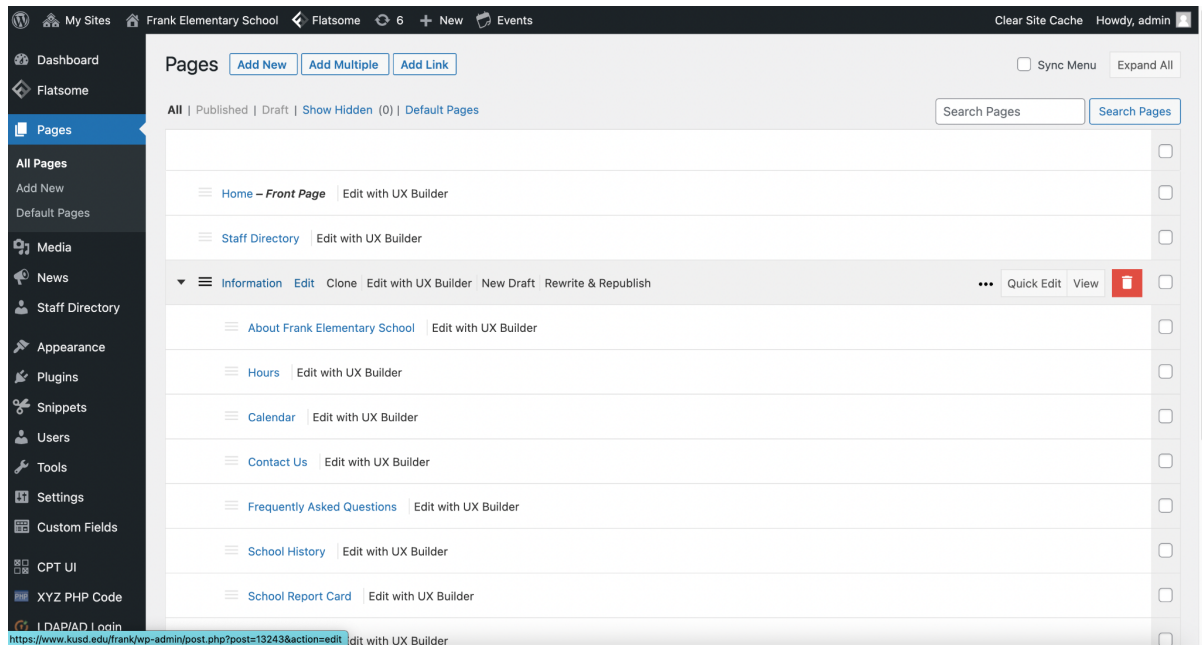 My Sites Frank Elementary School Flatsome 6 New Events Clear Site Cache Howdy, admin
Dashboard
Flatsome
Pages
All Pages
Add New
Default Pages
Media
News
Staff Directory
Appearance
Plugins
Snippets
Users
Tools
Settings
Custom Fields
CPT UI
XYZ PHP Code
LDAP/AD Login
Pages Add New Add Multiple Add Link Sync Menu Expand All
All | Published | Draft | Show Hidden (0) | Default Pages Search Pages Search Pages
Home – Front Page Edit with UX Builder
Staff Directory Edit with UX Builder
Information Edit Clone Edit with UX Builder New Draft Rewrite & Republish ••• Quick Edit View
About Frank Elementary School Edit with UX Builder
Hours Edit with UX Builder
Calendar Edit with UX Builder
Contact Us Edit with UX Builder
Frequently Asked Questions Edit with UX Builder
School History Edit with UX Builder
School Report Card Edit with UX Builder
https://www.kusd.edu/frank/wp-admin/post.php?post=13243&action=edit dit with UX Builder